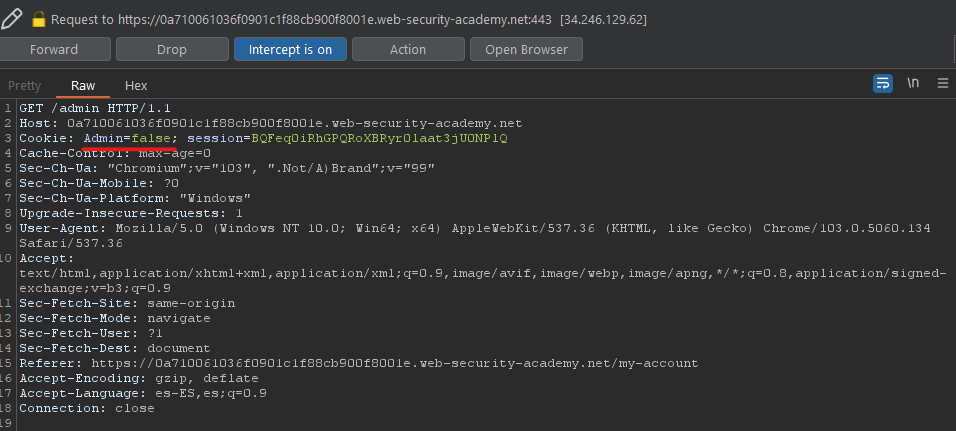 Request to https://0a710061036f0901c1f88cb900f8001e.web-security-academy.net:443 [34.246.129.62]
Forward Drop Intercept is on Action Open Browser
Pretty Raw Hex \n
1 GET /admin HTTP/1.1
2 Host: 0a710061036f0901c1f88cb900f8001e.web-security-academy.net
3 Cookie: Admin=false; session=BQFeqOiRhGPQRoXBRyrOlaat3jUONPlQ
4 Cache-Control: max-age=0
5 Sec-Ch-Ua: "Chromium";v="103", ".Not/A)Brand";v="99"
6 Sec-Ch-Ua-Mobile: ?0
7 Sec-Ch-Ua-Platform: "Windows"
8 Upgrade-Insecure-Requests: 1
9 User-Agent: Mozilla/5.0 (Windows NT 10.0; Win64; x64) AppleWebKit/537.36 (KHTML, like Gecko) Chrome/103.0.5060.134
Safari/537.36
10 Accept:
text/html,application/xhtml+xml,application/xml;q=0.9,image/avif,image/webp,image/apng,*/*;q=0.8,application/signed-
exchange;v=b3;q=0.9
11 Sec-Fetch-Site: same-origin
12 Sec-Fetch-Mode: navigate
13 Sec-Fetch-User: ?1
14 Sec-Fetch-Dest: document
15 Referer: https://0a710061036f0901c1f88cb900f8001e.web-security-academy.net/my-account
16 Accept-Encoding: gzip, deflate
17 Accept-Language: es-ES,es;q=0.9
18 Connection: close
19